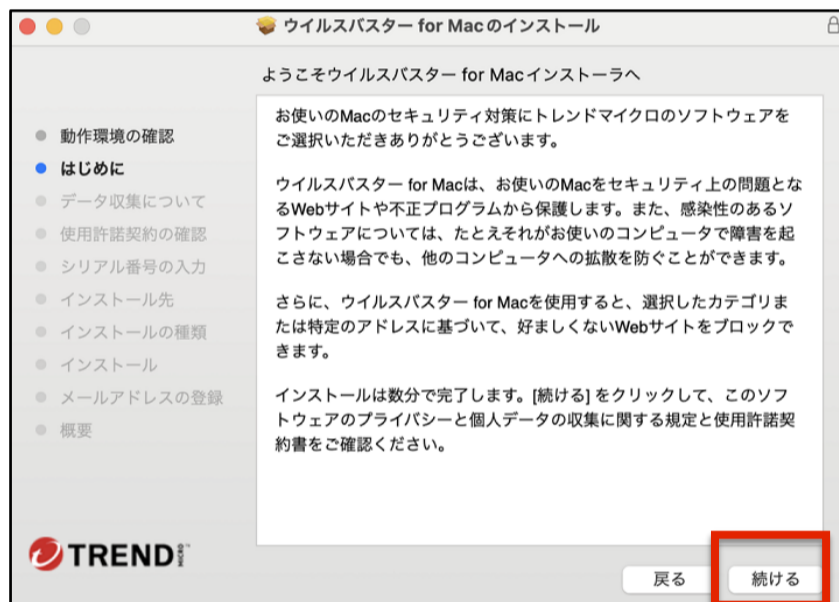 ウイルスバスター for Macのインストール
ようこそウイルスバスター for Macインストーラへ
動作環境の確認
はじめに
データ収集について
使用許諾契約の確認
シリアル番号の入力
インストール先
インストールの種類
インストール
メールアドレスの登録
概要
お使いのMacのセキュリティ対策にトレンドマイクロのソフトウェアを
ご選択いただきありがとうございます。
ウイルスバスター for Macは、お使いのMacをセキュリティ上の問題とな
るWebサイトや不正プログラムから保護します。また、感染性のあるソ
フトウェアについては、たとえそれがお使いのコンピュータで障害を起
こさない場合でも、他のコンピュータへの拡散を防ぐことができます。
さらに、ウイルスバスター for Macを使用すると、選択したカテゴリま
たは特定のアドレスに基づいて、好ましくないWebサイトをブロックで
きます。
インストールは数分で完了します。[続ける] をクリックして、このソフ
トウェアのプライバシーと個人データの収集に関する規定と使用許諾契
約書をご確認ください。
TREND MICRO
戻る
続ける